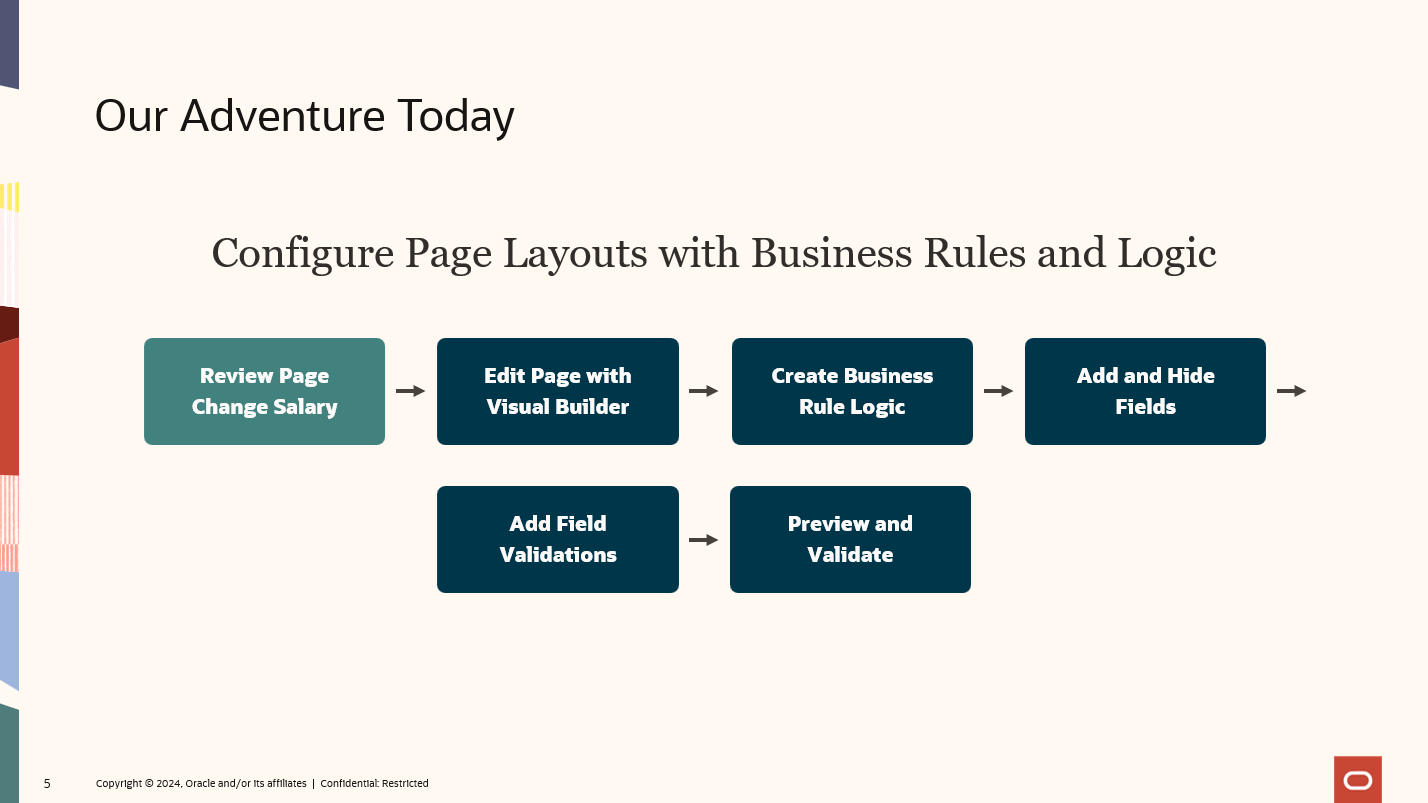 Our Adventure Today
Configure Page Layouts with Business Rules and Logic
Review Page
Change Salary
Edit Page with
Visual Builder
Create Business
Rule Logic
Add and Hide
Fields
Add Field
Validations
Preview and
Validate
5
Copyright © 2024, Oracle and/or its affiliates | Confidential: Restricted